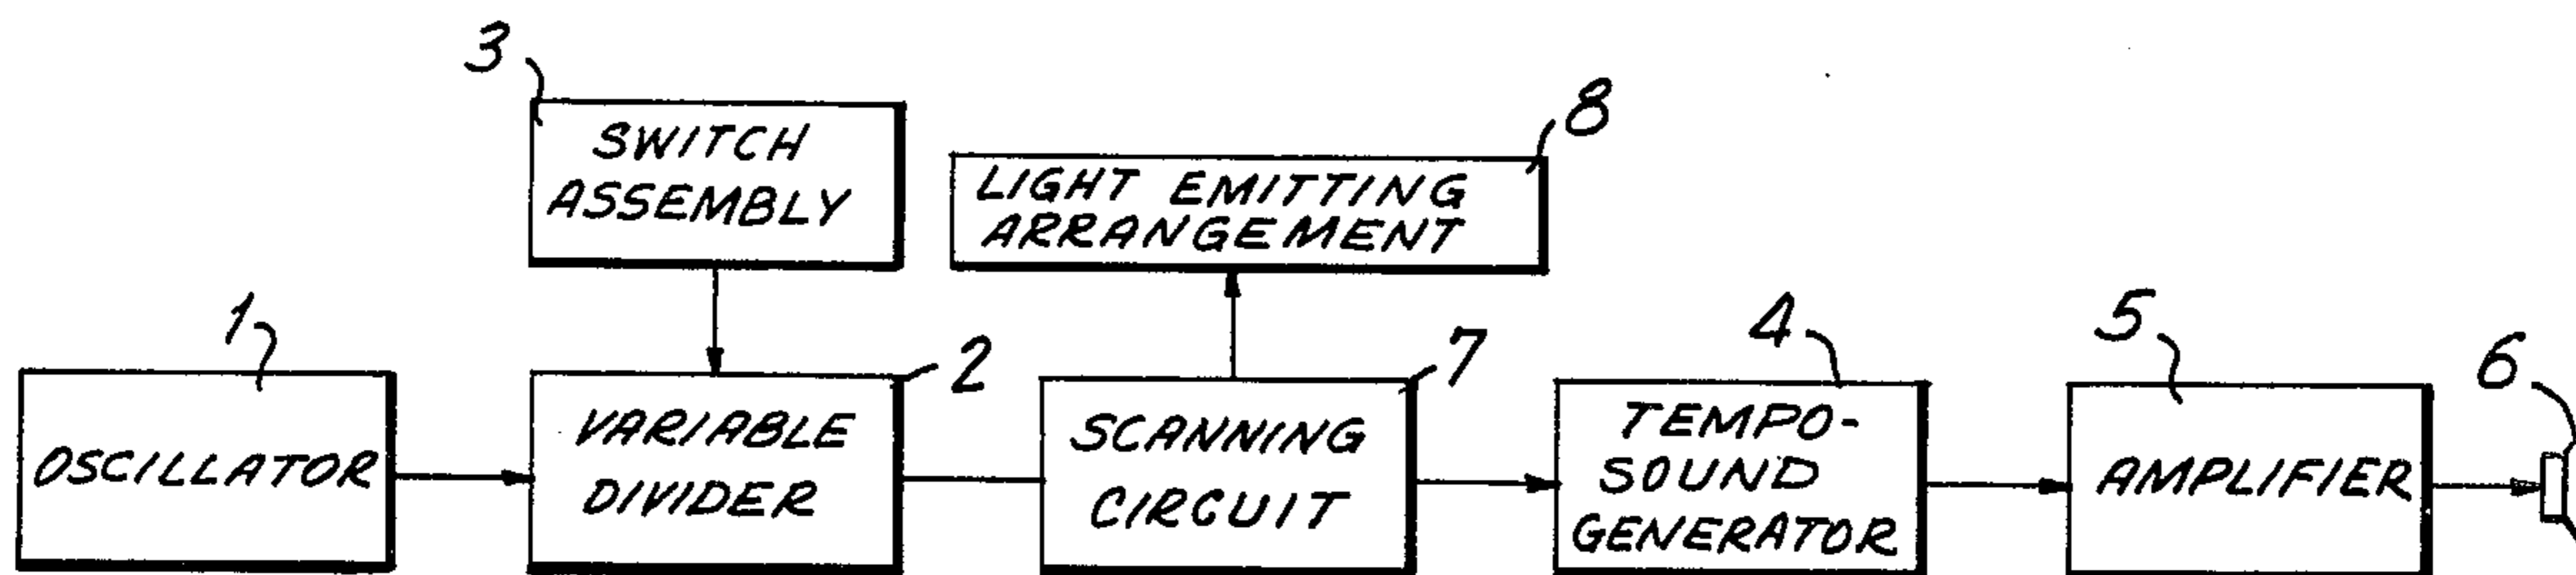 3
SWITCH
ASSEMBLY
8
LIGHT EMITTING
ARRANGEMENT
1
OSCILLATOR
2
VARIABLE
DIVIDER
7
SCANNING
CIRCUIT
4
TEMPO-
SOUND
GENERATOR
5
AMPLIFIER
6